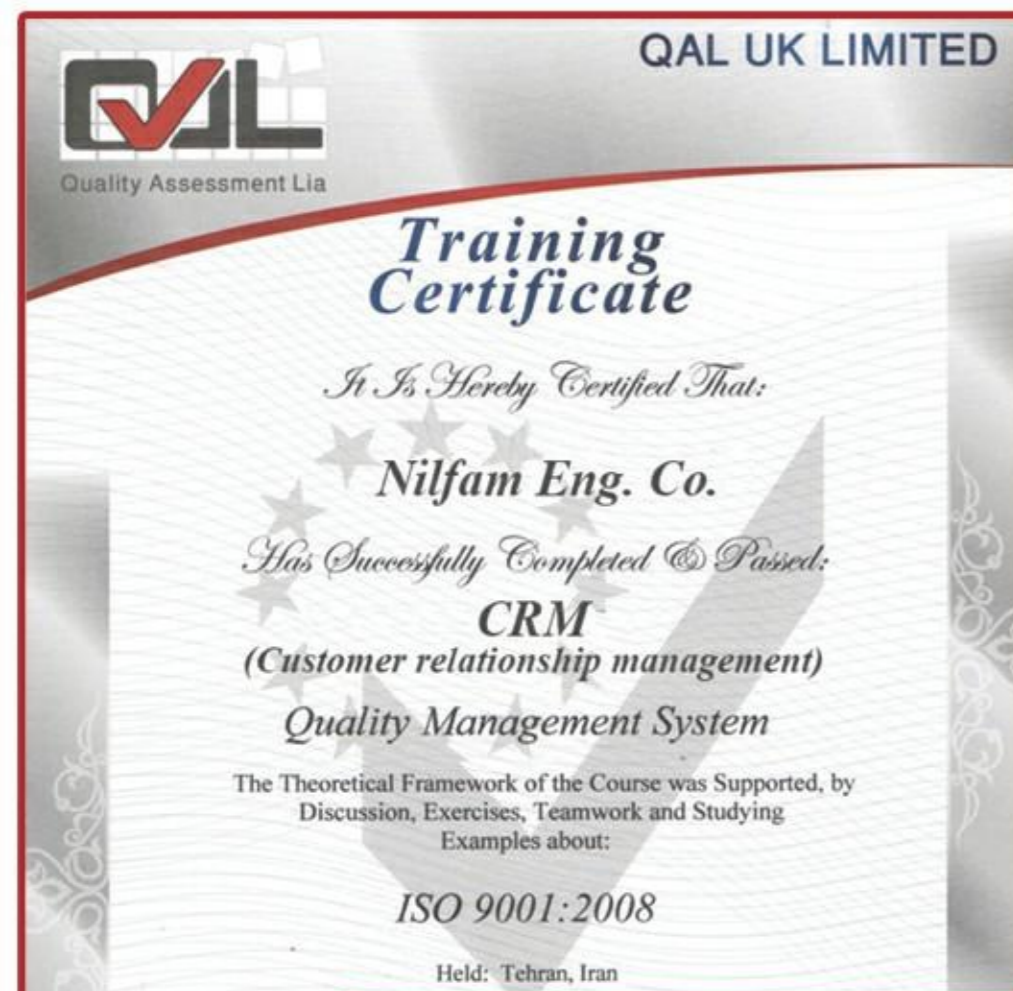 QAL UK LIMITED
QAL
Quality Assessment Lia
Training
Certificate
It Is Hereby Certified That:
Nilfam Eng. Co.
Has Successfully Completed & Passed:
CRM
(Customer relationship management)
Quality Management System
The Theoretical Framework of the Course was Supported, by
Discussion, Exercises, Teamwork and Studying
Examples about:
ISO 9001:2008
Held: Tehran, Iran